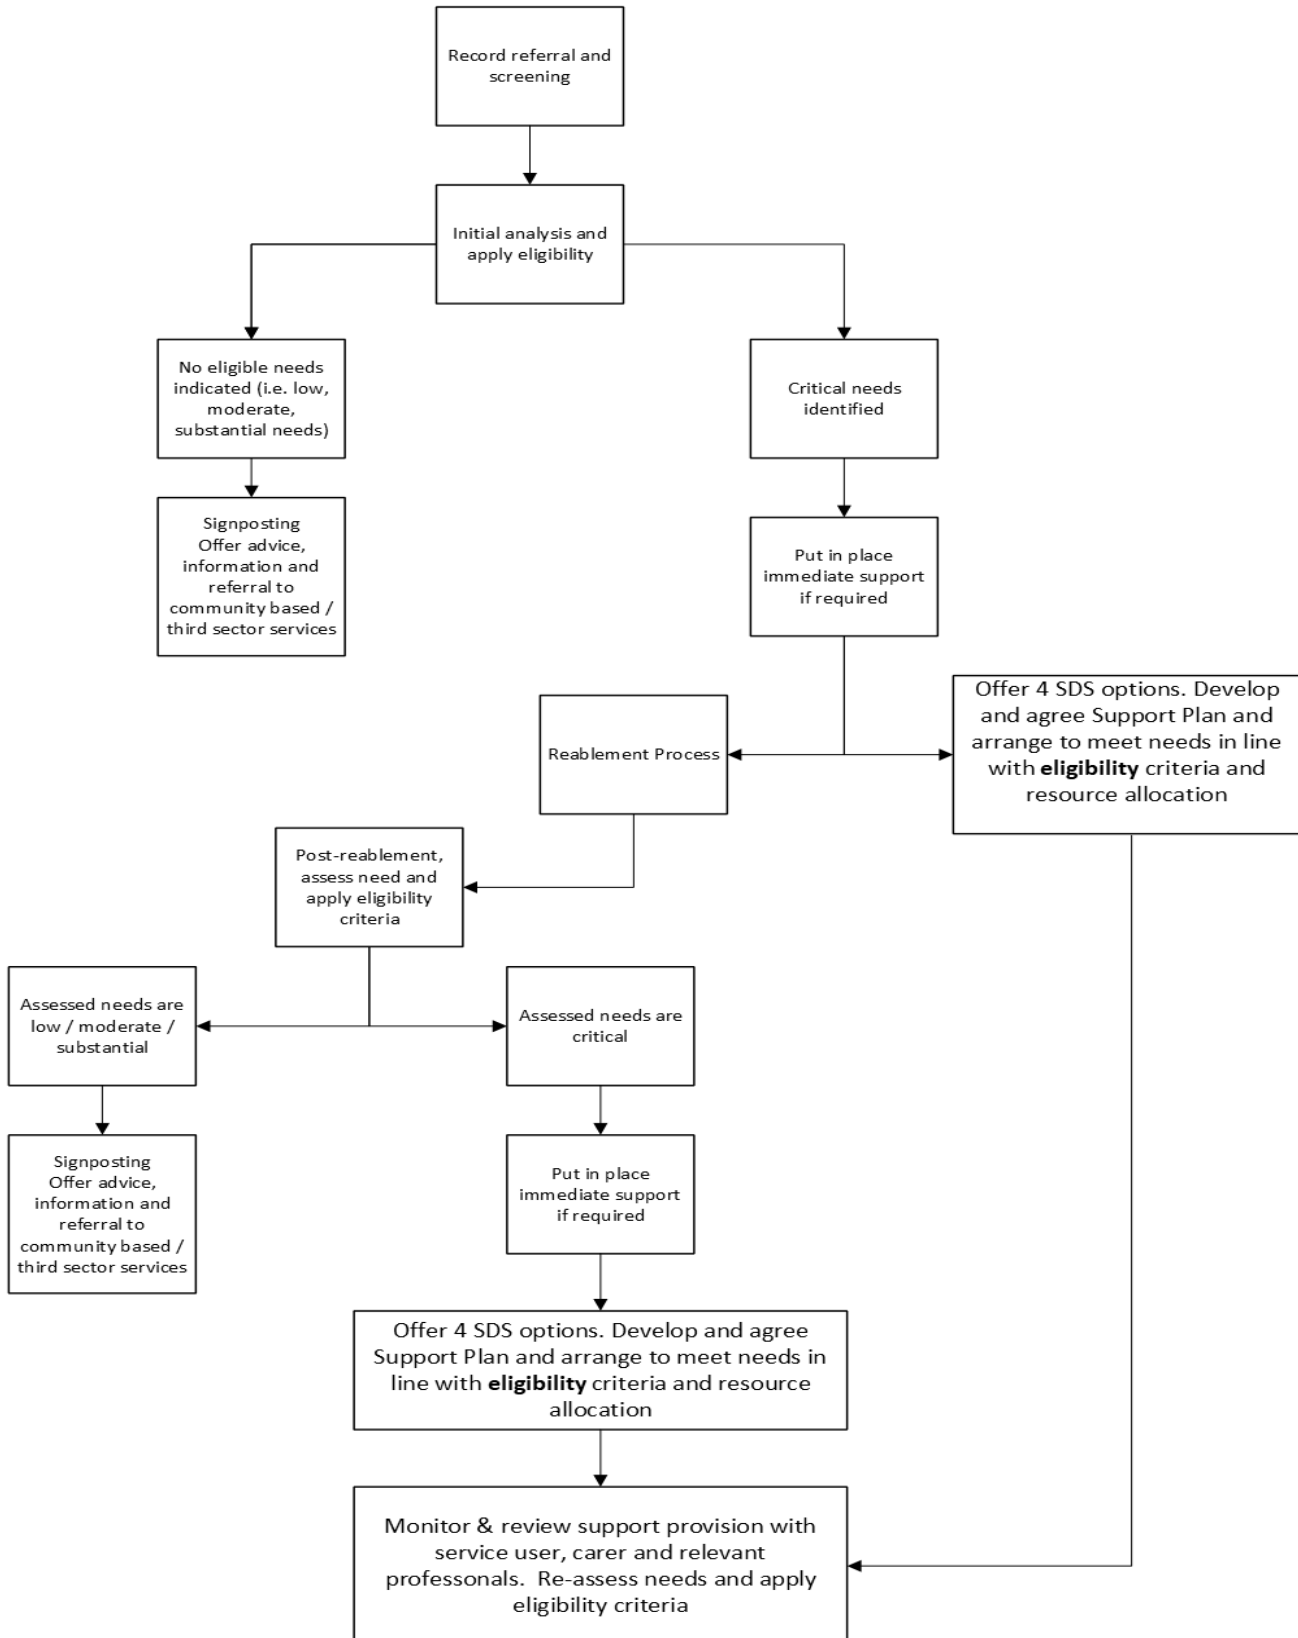 Record referral and
screening
Initial analysis and
apply eligibility
No eligible needs
indicated (i.e. low,
moderate,
substantial needs)
Critical needs
identified
Signposting
Offer advice,
information and
referral to
community based /
third sector services
Put in place
immediate support
if required
Reablement Process
Offer 4 SDS options. Develop
and agree Support Plan and
arrange to meet needs in line
with eligibility criteria and
resource allocation
Post-reablement,
assess need and
apply eligibility
criteria
Assessed needs are
low / moderate /
substantial
Assessed needs are
critical
Signposting
Offer advice,
information and
referral to
community based /
third sector services
Put in place
immediate support
if required
Offer 4 SDS options. Develop and agree
Support Plan and arrange to meet needs in
line with eligibility criteria and resource
allocation
Monitor & review support provision with
service user, carer and relevant
professonals.  Re-assess needs and apply
eligibility criteria